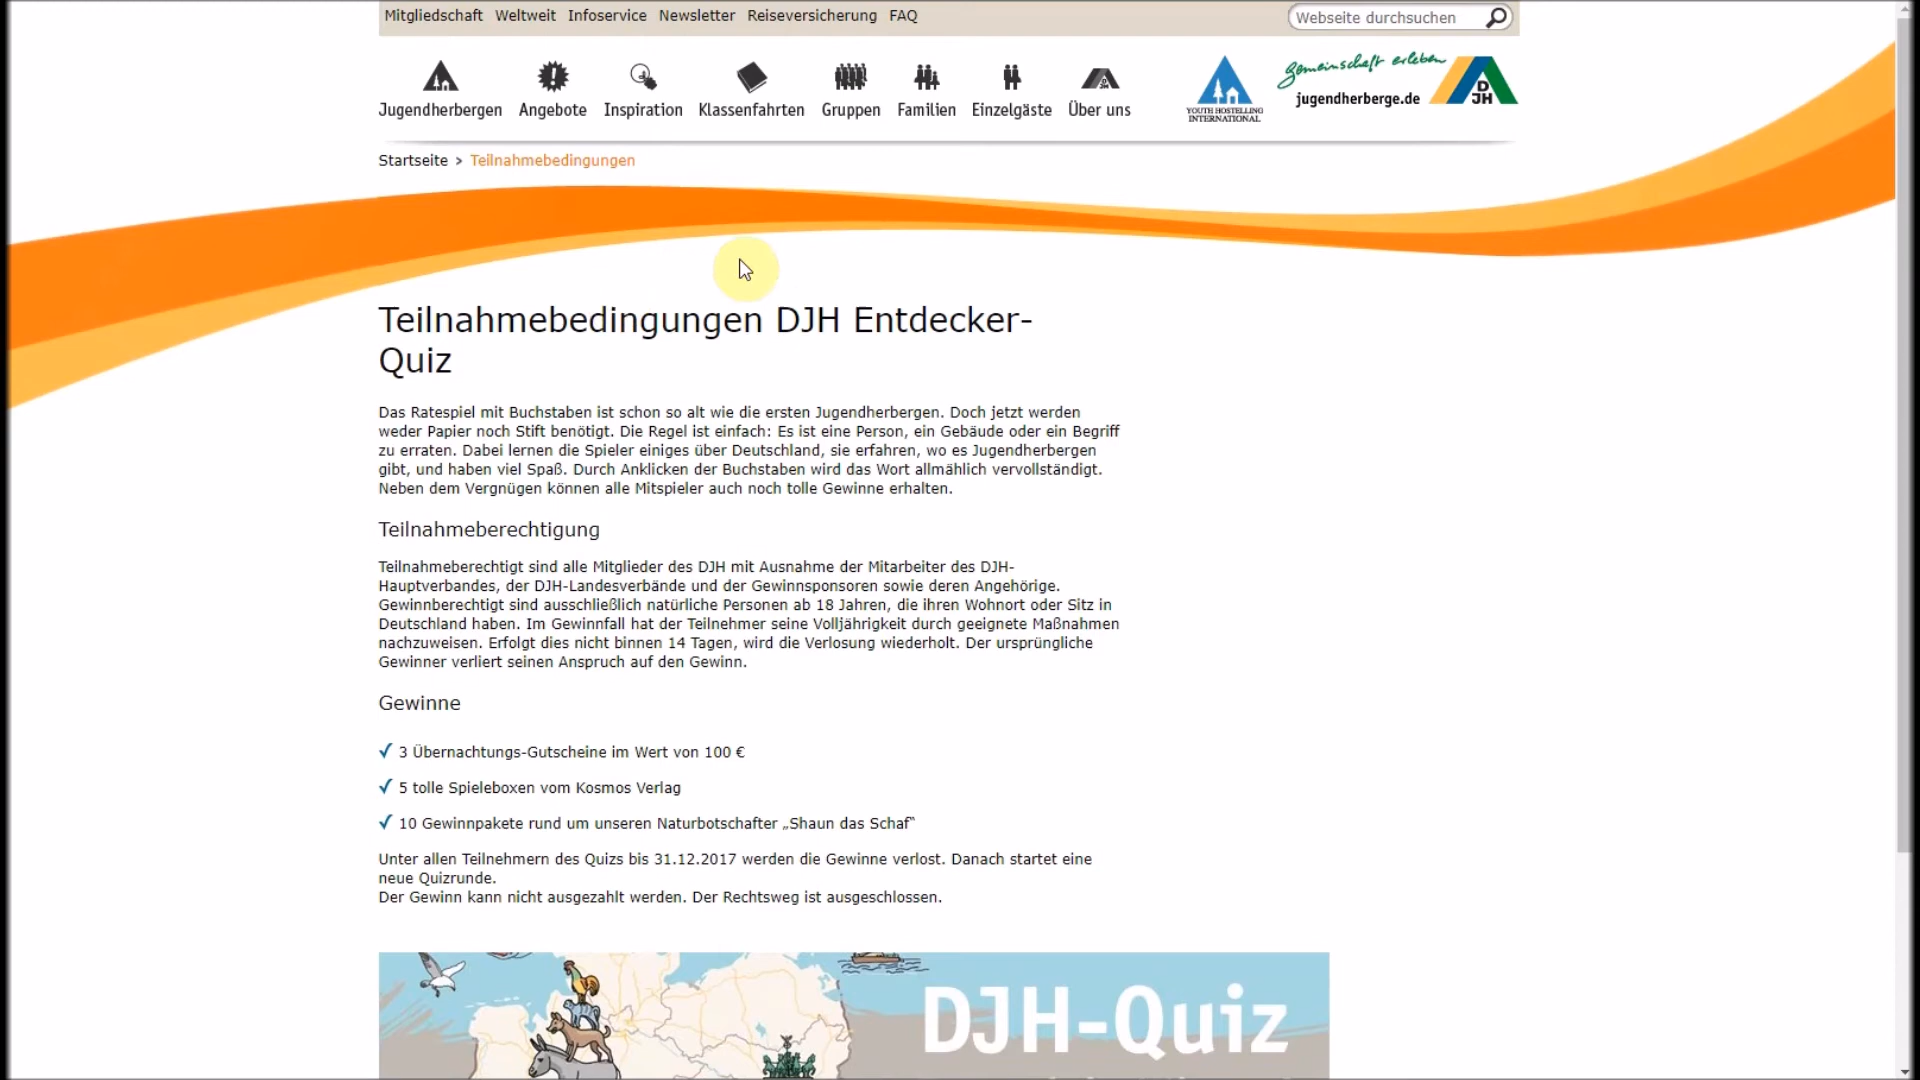 Mitgliedschaft Weltweit Infoservice Newsletter Reiseversicherung FAQ
Webseite durchsuchen
Jugendherbergen Angebote Inspiration Klassenfahrten Gruppen Familien Einzelgäste Über uns
YOUTH HOSTELLING
INTERNATIONAL
gemeinschaft erleben
jugendherberge.de
DJH
Startseite > Teilnahmebedingungen
Teilnahmebedingungen DJH Entdecker-
Quiz
Das Ratespiel mit Buchstaben ist schon so alt wie die ersten Jugendherbergen. Doch jetzt werden
weder Papier noch Stift benötigt. Die Regel ist einfach: Es ist eine Person, ein Gebäude oder ein Begriff
zu erraten. Dabei lernen die Spieler einiges über Deutschland, sie erfahren, wo es Jugendherbergen
gibt, und haben viel Spaß. Durch Anklicken der Buchstaben wird das Wort allmählich vervollständigt.
Neben dem Vergnügen können alle Mitspieler auch noch tolle Gewinne erhalten.
Teilnahmeberechtigung
Teilnahmeberechtigt sind alle Mitglieder des DJH mit Ausnahme der Mitarbeiter des DJH-
Hauptverbandes, der DJH-Landesverbände und der Gewinnsponsoren sowie deren Angehörige.
Gewinnberechtigt sind ausschließlich natürliche Personen ab 18 Jahren, die ihren Wohnort oder Sitz in
Deutschland haben. Im Gewinnfall hat der Teilnehmer seine Volljährigkeit durch geeignete Maßnahmen
nachzuweisen. Erfolgt dies nicht binnen 14 Tagen, wird die Verlosung wiederholt. Der ursprüngliche
Gewinner verliert seinen Anspruch auf den Gewinn.
Gewinne
3 Übernachtungs-Gutscheine im Wert von 100 €
5 tolle Spieleboxen vom Kosmos Verlag
10 Gewinnpakete rund um unseren Naturbotschafter „Shaun das Schaf“
Unter allen Teilnehmern des Quizs bis 31.12.2017 werden die Gewinne verlost. Danach startet eine
neue Quizrunde.
Der Gewinn kann nicht ausgezahlt werden. Der Rechtsweg ist ausgeschlossen.
DJH-Quiz